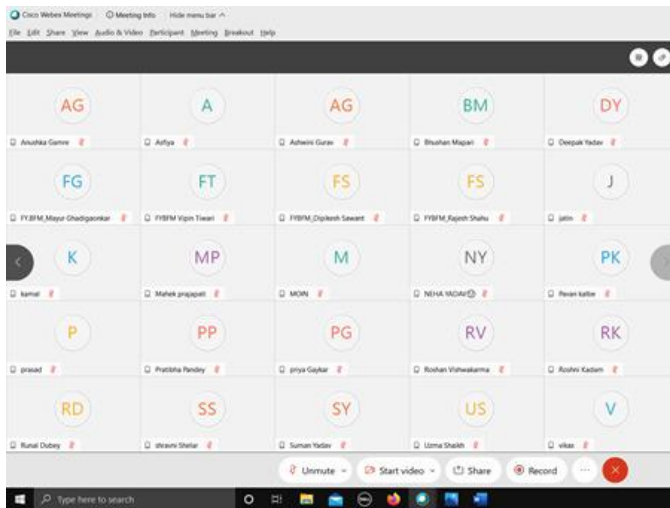 Cisco Webex Meetings Meeting Info Hide menu bar
File Edit Share View Audio & Video Participant Meeting Breakout Help
AG A AG BM DY
Anushka Gamre Asfiya Ashwini Gurav Bhushan Mapari Deepak Yadav
FG FT FS FS J
FY.BFM_Mayur Ghadigaonkar FYBFM Vipin Tiwari FYBFM_Dipikesh Sawant FYBFM_Rajesh Shahu jatin
K MP M NY PK
kamal Mahek prajapati MOIN NEHA YADAV Pavan katbe
P PP PG RV RK
prasad Pratibha Pandey priya Gaykar Roshan Vishwakarma Roshni Kadam
RD SS SY US V
Runal Dubey shravni Shelar Suman Yadav Uzma Shaikh vikas
Unmute Start video Share Record
Type here to search